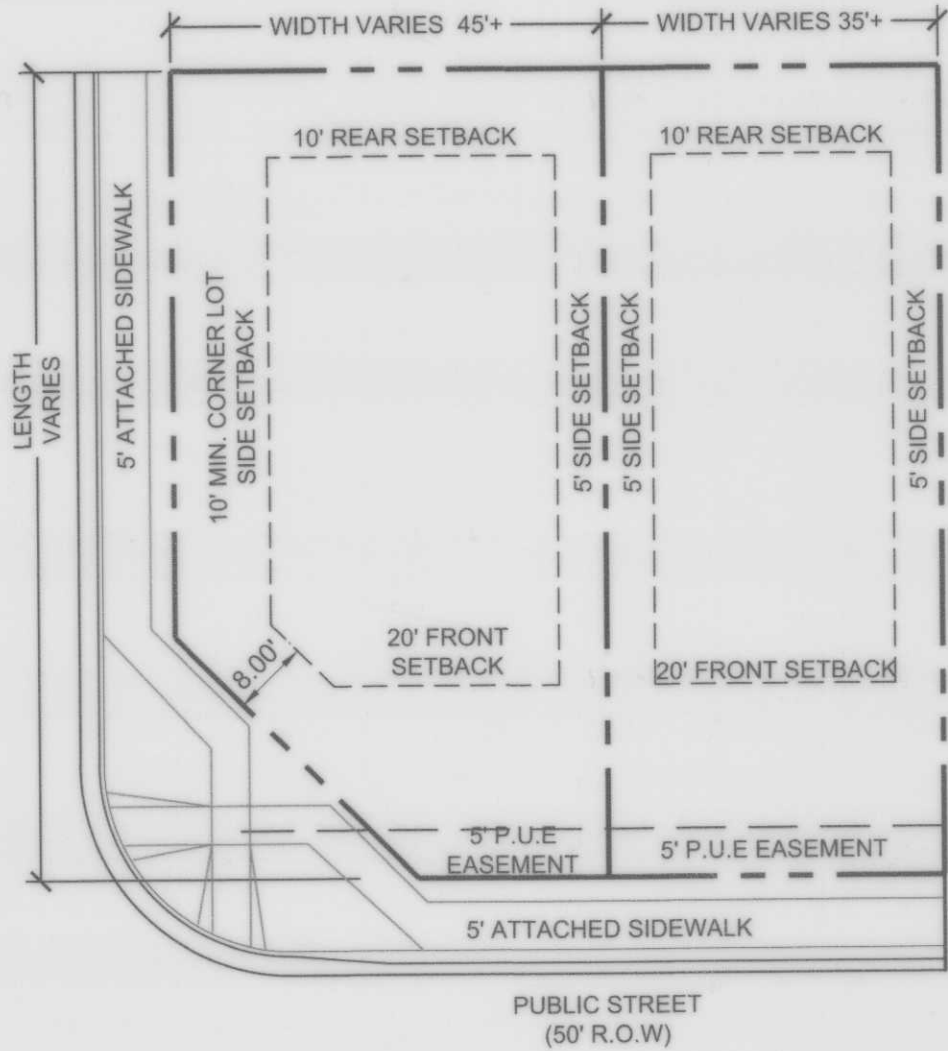 WIDTH VARIES 45'+
WIDTH VARIES 35'+
10' REAR SETBACK
10' REAR SETBACK
LENGTH
VARIES
5' ATTACHED SIDEWALK
10' MIN. CORNER LOT
SIDE SETBACK
5' SIDE SETBACK
5' SIDE SETBACK
5' SIDE SETBACK
8.00'
20' FRONT
SETBACK
20' FRONT SETBACK
5' P.U.E
EASEMENT
5' P.U.E EASEMENT
5' ATTACHED SIDEWALK
PUBLIC STREET
(50' R.O.W)